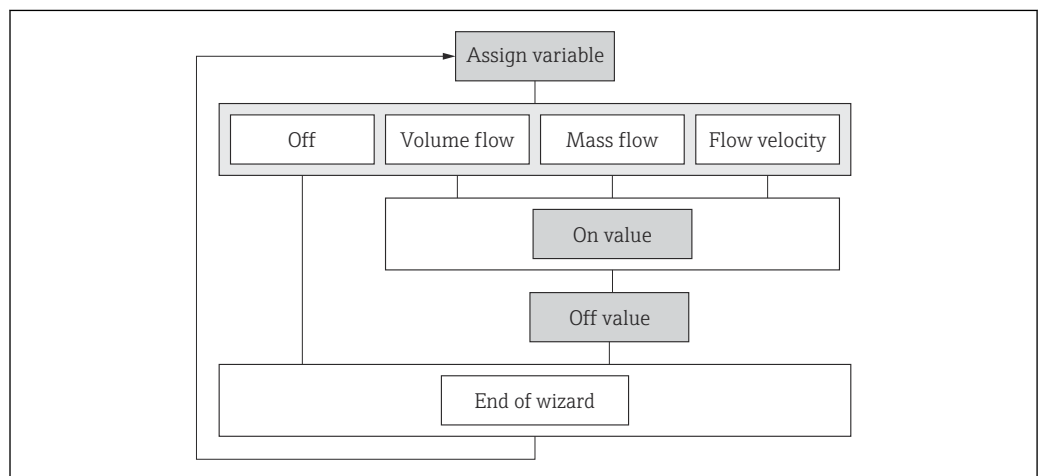 Assign variable
Off
Volume flow
Mass flow
Flow velocity
On value
Off value
End of wizard